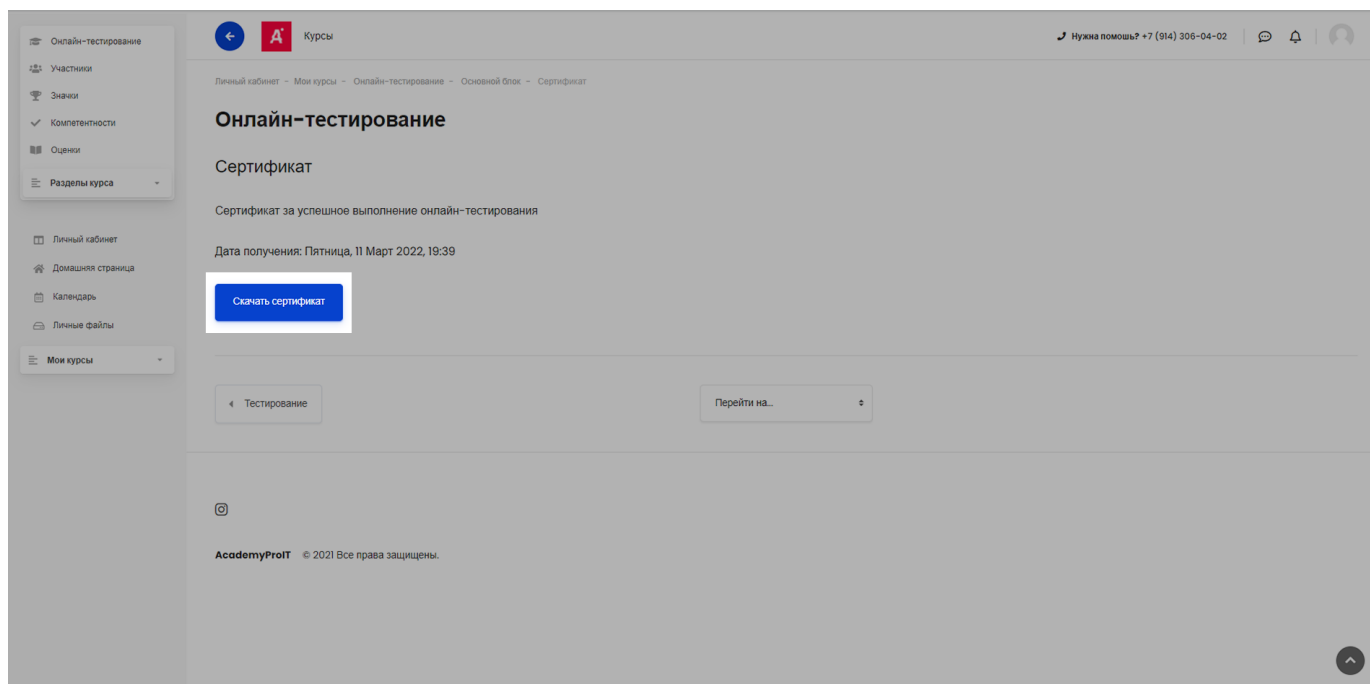 Онлайн-тестирование
Участники
Значки
Компетентности
Оценки
Разделы курса
Личный кабинет
Домашняя страница
Календарь
Личные файлы
Мои курсы
Курсы
Нужна помошь? +7 (914) 306-04-02
Личный кабинет - Мои курсы - Онлайн-тестирование - Основной блок - Сертификат
Онлайн-тестирование
Сертификат
Сертификат за успешное выполнение онлайн-тестирования
Дата получения: Пятница, 11 Март 2022, 19:39
Скачать сертификат
Тестирование
Перейти на...
AcademyProIT © 2021 Все права защищены.